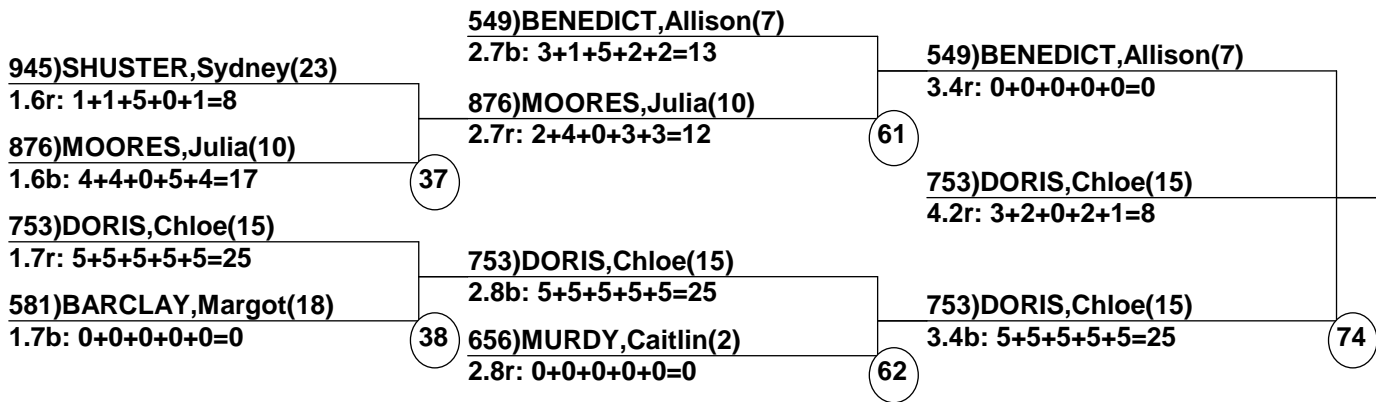 945)SHUSTER,Sydney(23)
1.6r: 1+1+5+0+1=8
876)MOORES,Julia(10)
1.6b: 4+4+0+5+4=17
37
753)DORIS,Chloe(15)
1.7r: 5+5+5+5+5=25
581)BARCLAY,Margot(18)
1.7b: 0+0+0+0+0=0
38
549)BENEDICT,Allison(7)
2.7b: 3+1+5+2+2=13
876)MOORES,Julia(10)
2.7r: 2+4+0+3+3=12
61
753)DORIS,Chloe(15)
2.8b: 5+5+5+5+5=25
656)MURDY,Caitlin(2)
2.8r: 0+0+0+0+0=0
62
549)BENEDICT,Allison(7)
3.4r: 0+0+0+0+0=0
753)DORIS,Chloe(15)
4.2r: 3+2+0+2+1=8
753)DORIS,Chloe(15)
3.4b: 5+5+5+5+5=25
74